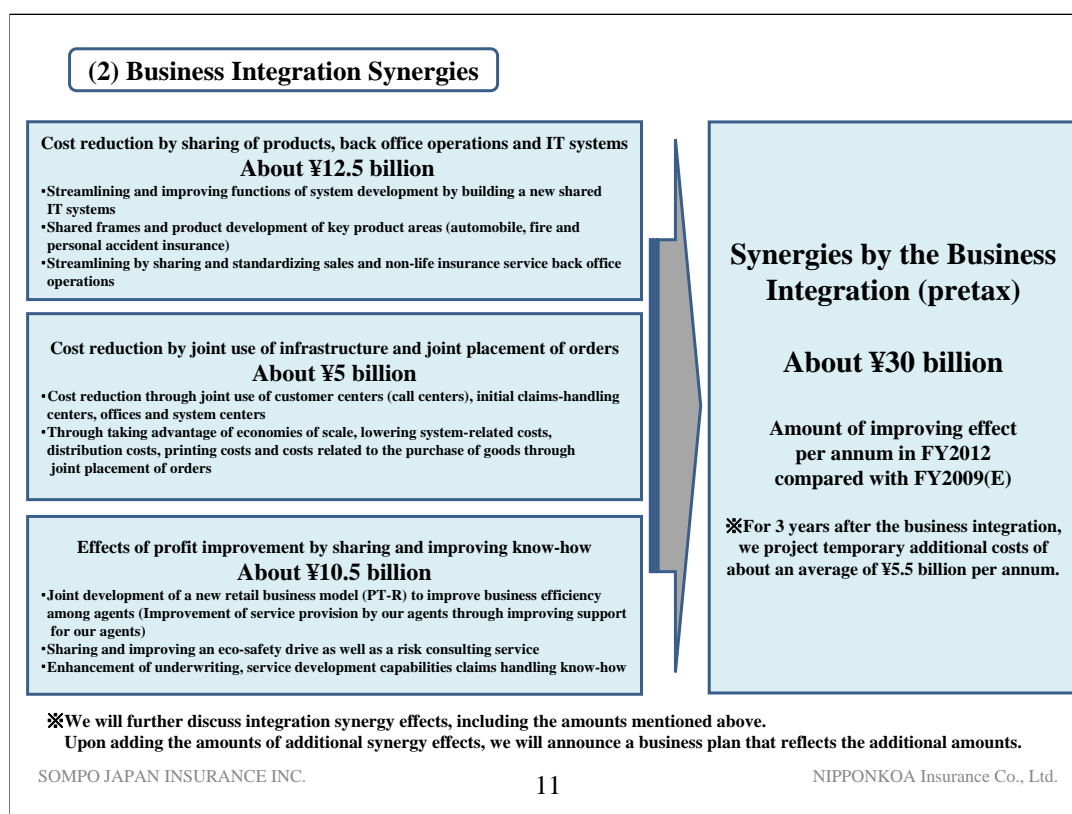 (2) Business Integration Synergies
Cost reduction by sharing of products, back office operations and IT systems
About ¥12.5 billion
・Streamlining and improving functions of system development by building a new shared
IT systems
・Shared frames and product development of key product areas (automobile, fire and
personal accident insurance)
・Streamlining by sharing and standardizing sales and non-life insurance service back office
operations
Cost reduction by joint use of infrastructure and joint placement of orders
About ¥5 billion
・Cost reduction through joint use of customer centers (call centers), initial claims-handling
centers, offices and system centers
・Through taking advantage of economies of scale, lowering system-related costs,
distribution costs, printing costs and costs related to the purchase of goods through
joint placement of orders
Effects of profit improvement by sharing and improving know-how
About ¥10.5 billion
・Joint development of a new retail business model (PT-R) to improve business efficiency
among agents (Improvement of service provision by our agents through improving support
for our agents)
・Sharing and improving an eco-safety drive as well as a risk consulting service
・Enhancement of underwriting, service development capabilities claims handling know-how
Synergies by the Business
Integration (pretax)
About ¥30 billion
Amount of improving effect
per annum in FY2012
compared with FY2009(E)
※For 3 years after the business integration,
we project temporary additional costs of
about an average of ¥5.5 billion per annum.
※We will further discuss integration synergy effects, including the amounts mentioned above.
Upon adding the amounts of additional synergy effects, we will announce a business plan that reflects the additional amounts.
SOMPO JAPAN INSURANCE INC.
11
NIPPONKOA Insurance Co., Ltd.